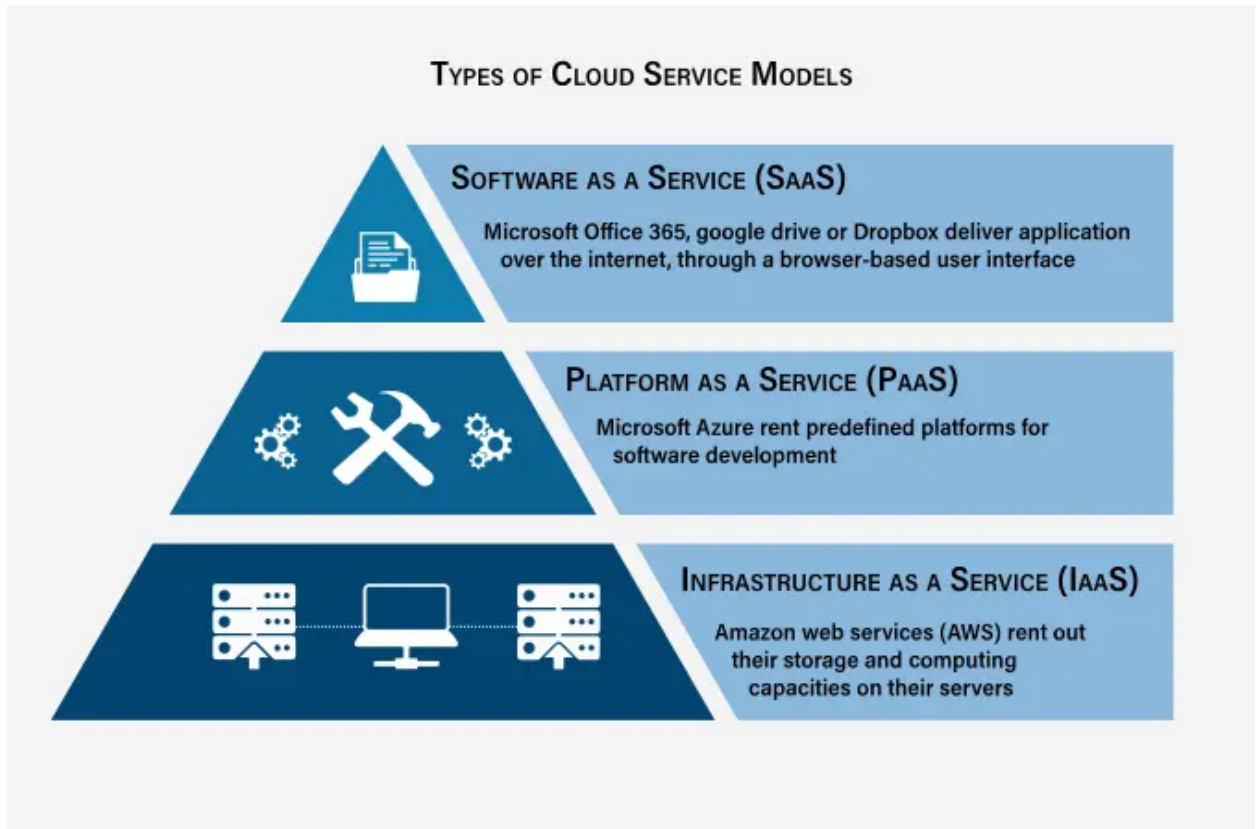 Types of Cloud Service Models
Software as a Service (SaaS)
Microsoft Office 365, google drive or Dropbox deliver application
over the internet, through a browser-based user interface
Platform as a Service (PaaS)
Microsoft Azure rent predefined platforms for
software development
Infrastructure as a Service (IaaS)
Amazon web services (AWS) rent out
their storage and computing
capacities on their servers